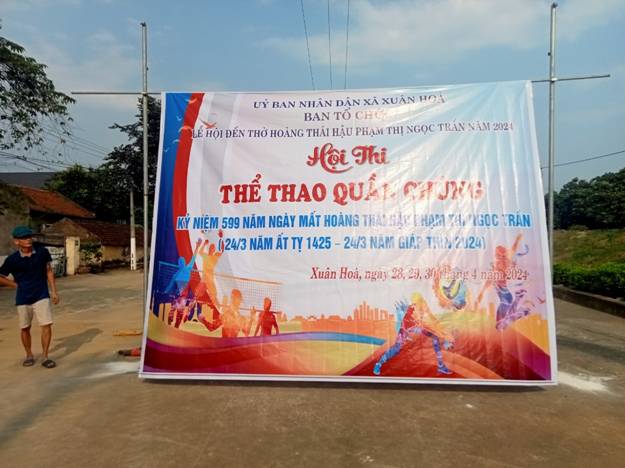 UỶ BAN NHÂN DÂN XÃ XUÂN HOÀ
BAN TỔ CHỨC
LỄ HỘI ĐỀN THỜ HOÀNG THÁI HẬU PHẠM THỊ NGỌC TRẦN NĂM 2024
Hội Thi
THỂ THAO QUẦN CHÚNG
KỶ NIỆM 599 NĂM NGÀY MẤT HOÀNG THÁI HẬU PHẠM THỊ NGỌC TRẦN
(24/3 NĂM ẤT TỴ 1425 - 24/3 NĂM GIÁP THÌN 2024)
Xuân Hoà, ngày 28, 29, 30 tháng 4 năm 2024